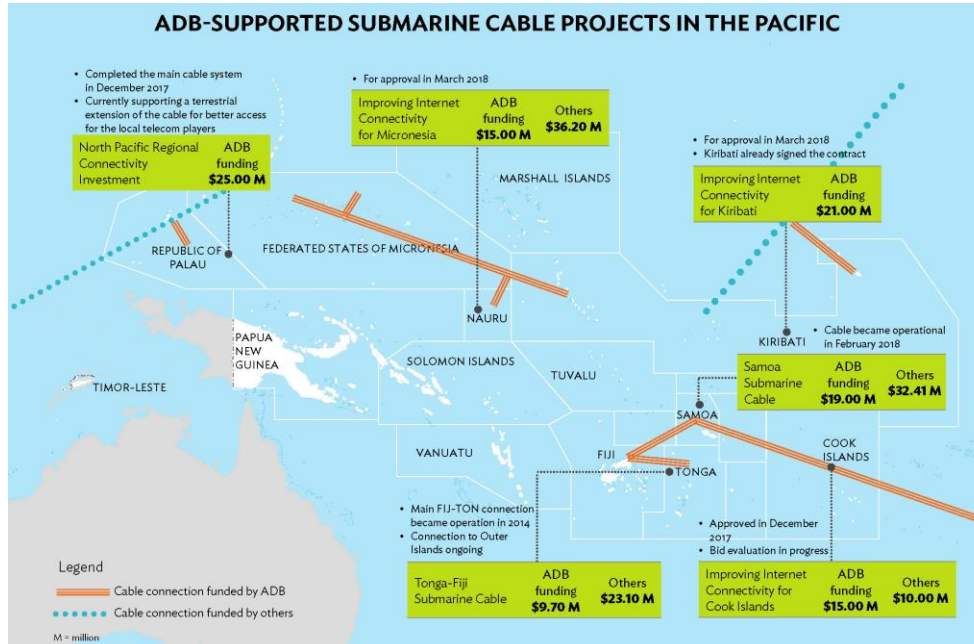 ADB-SUPPORTED SUBMARINE CABLE PROJECTS IN THE PACIFIC
• Completed the main cable system
in December 2017
• Currently supporting a terrestrial
extension of the cable for better access
for the local telecom players
North Pacific Regional
Connectivity
Investment
ADB
funding
$25.00 M
• For approval in March 2018
Improving Internet
Connectivity
for Micronesia
ADB
funding
$15.00 M
Others
$36.20 M
• For approval in March 2018
• Kiribati already signed the contract
Improving Internet
Connectivity
for Kiribati
ADB
funding
$21.00 M
MARSHALL ISLANDS
REPUBLIC OF
PALAU
FEDERATED STATES OF MICRONESIA
NAURU
KIRIBATI
• Cable became operational
in February 2018
Samoa
Submarine
Cable
ADB
funding
$19.00 M
Others
$32.41 M
PAPUA
NEW
GUINEA
SOLOMON ISLANDS
TUVALU
TIMOR-LESTE
SAMOA
VANUATU
FIJI
TONGA
COOK
ISLANDS
• Main FIJ-TON connection
became operation in 2014
• Connection to Outer
Islands ongoing
Tonga-Fiji
Submarine Cable
ADB
funding
$9.70 M
Others
$23.10 M
• Approved in December
2017
• Bid evaluation in progress
Improving Internet
Connectivity for
Cook Islands
ADB
funding
$15.00 M
Others
$10.00 M
Legend
Cable connection funded by ADB
Cable connection funded by others
M = million